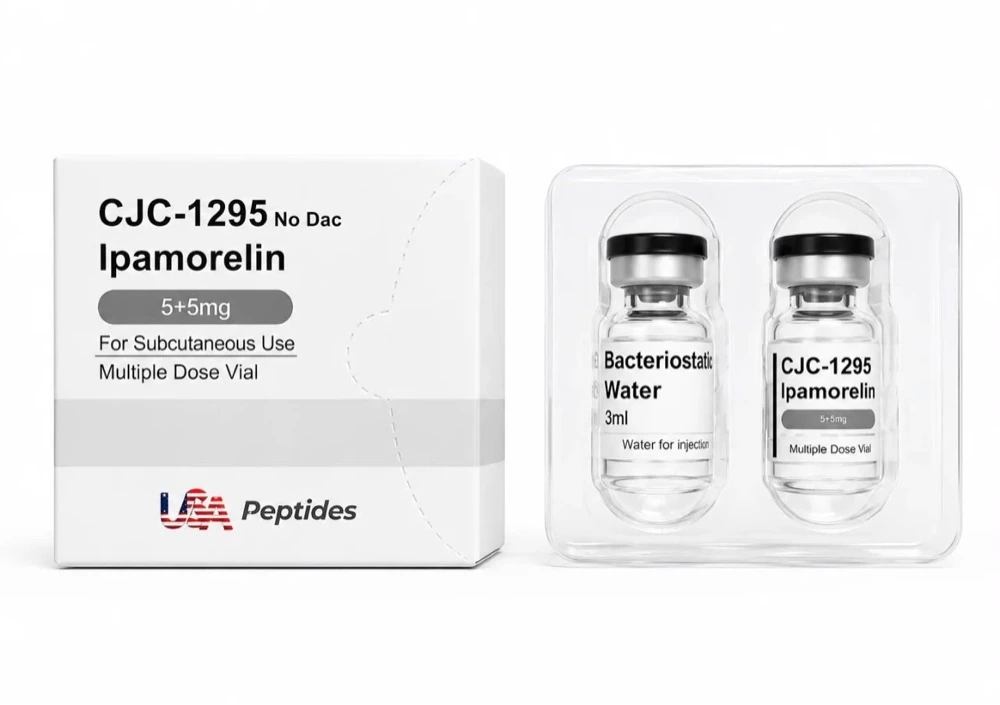 CJC-1295 No Dac
Ipamorelin
5+5mg
For Subcutaneous Use
Multiple Dose Vial
USA Peptides
Bacteriostatic
Water
3ml
Water for injection
CJC-1295
Ipamorelin
5+5mg
Multiple Dose Vial